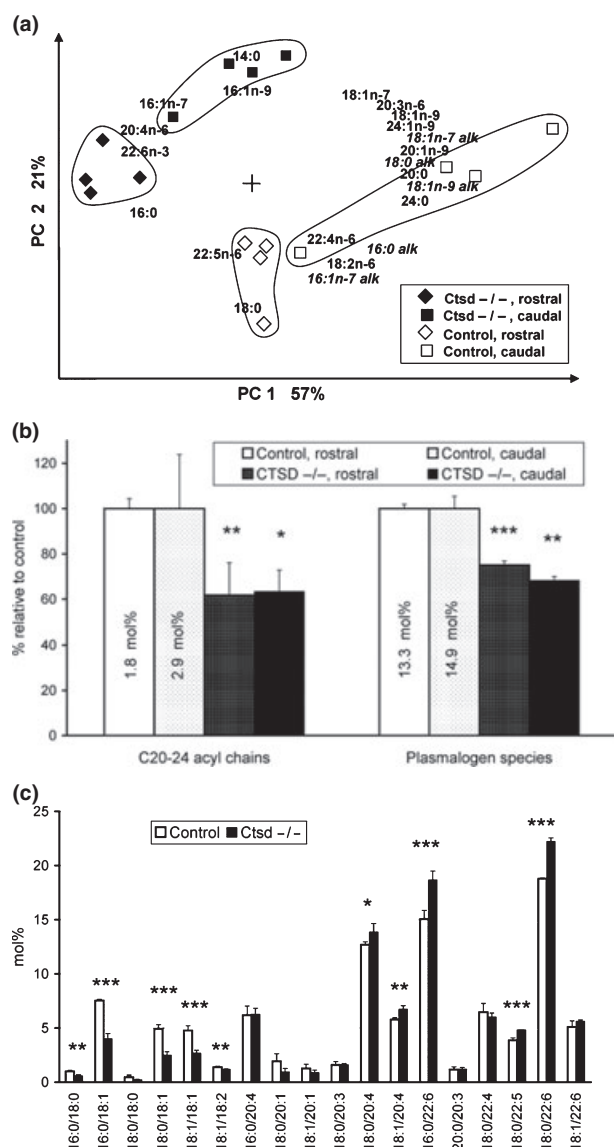 (a)
14:0
16:1n-9
16:1n-7
20:4n-6
22:6n-3
16:0
18:1n-7
20:3n-6
18:1n-9
24:1n-9
18:1n-7 alk
20:1n-9
18:0 alk
20:0
18:1n-9 alk
24:0
22:4n-6
16:0 alk
18:2n-6
16:1n-7 alk
22:5n-6
18:0
PC 2 21%
Ctsd –/–, rostral
Ctsd –/–, caudal
Control, rostral
Control, caudal
PC 1 57%
(b)
% relative to control
120
100
80
60
40
20
0
Control, rostral
Control, caudal
CTSD –/–, rostral
CTSD –/–, caudal
** * *** **
1.8 mol%
2.9 mol%
13.3 mol%
14.9 mol%
C20-24 acyl chains
Plasmalogen species
(c)
mol%
25
20
15
10
5
0
Control Ctsd –/–
** *** *** *** ** * ** *** *** ***
16:0/18:0
16:0/18:1
18:0/18:0
18:0/18:1
18:1/18:1
18:1/18:2
16:0/20:4
18:0/20:1
18:1/20:1
18:0/20:3
18:0/20:4
18:1/20:4
16:0/22:6
20:0/20:3
18:0/22:4
18:0/22:5
18:0/22:6
18:1/22:6